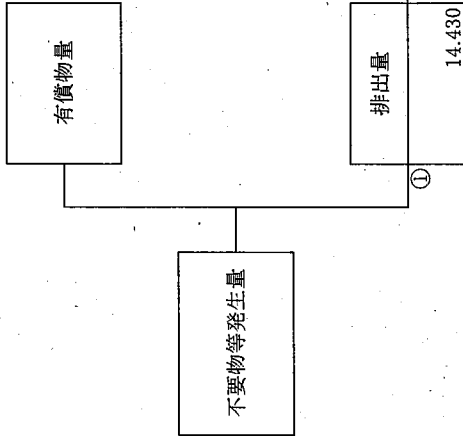 不要物等発生量
有償物量
①
排出量
14.430